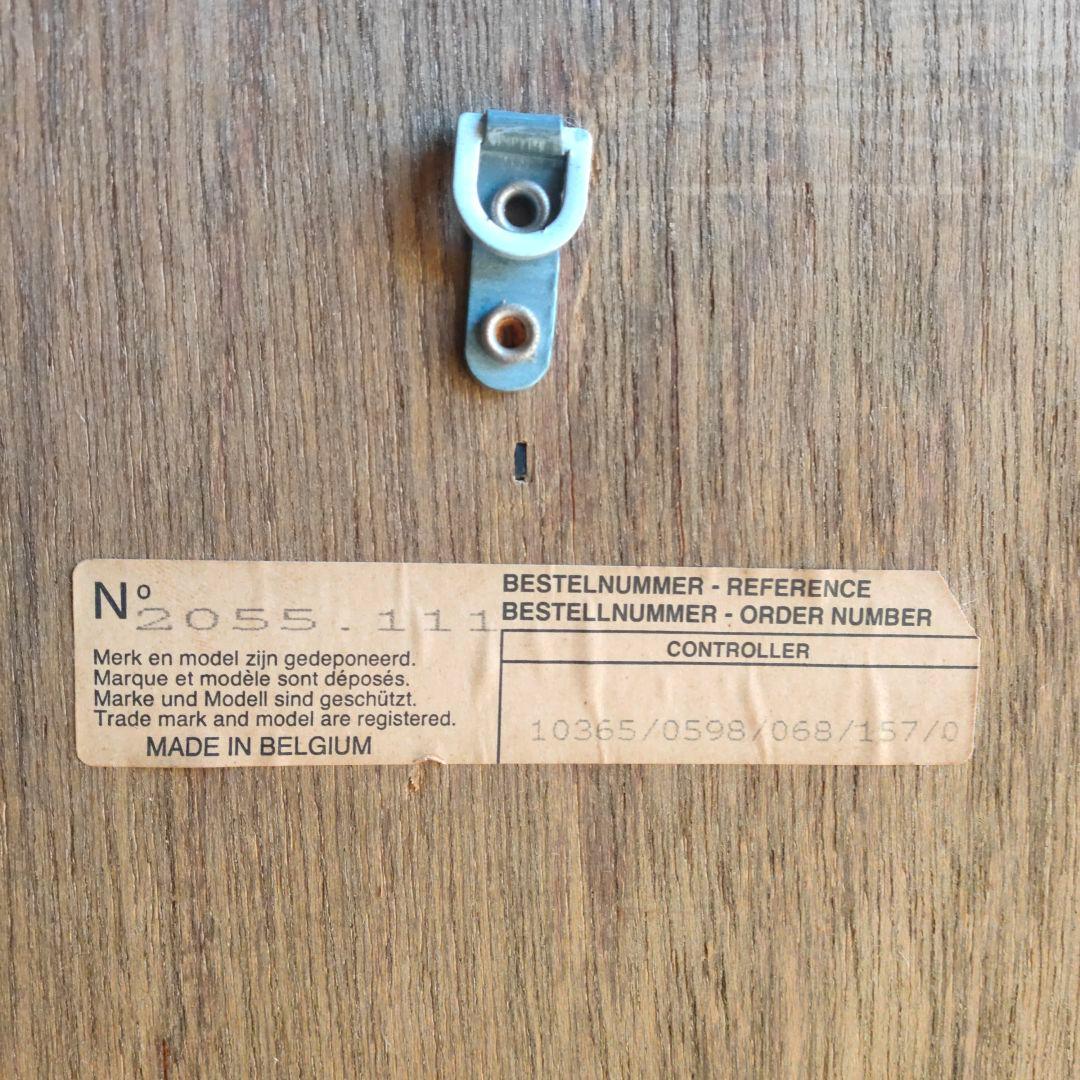 Nº 2055.111
Merk en model zijn gedeponeerd.
Marque et modèle sont déposés.
Marke und Modell sind geschützt.
Trade mark and model are registered.
MADE IN BELGIUM
BESTELNUMMER - REFERENCE
BESTELLNUMMER - ORDER NUMBER
CONTROLLER
10365/0598/068/157/0